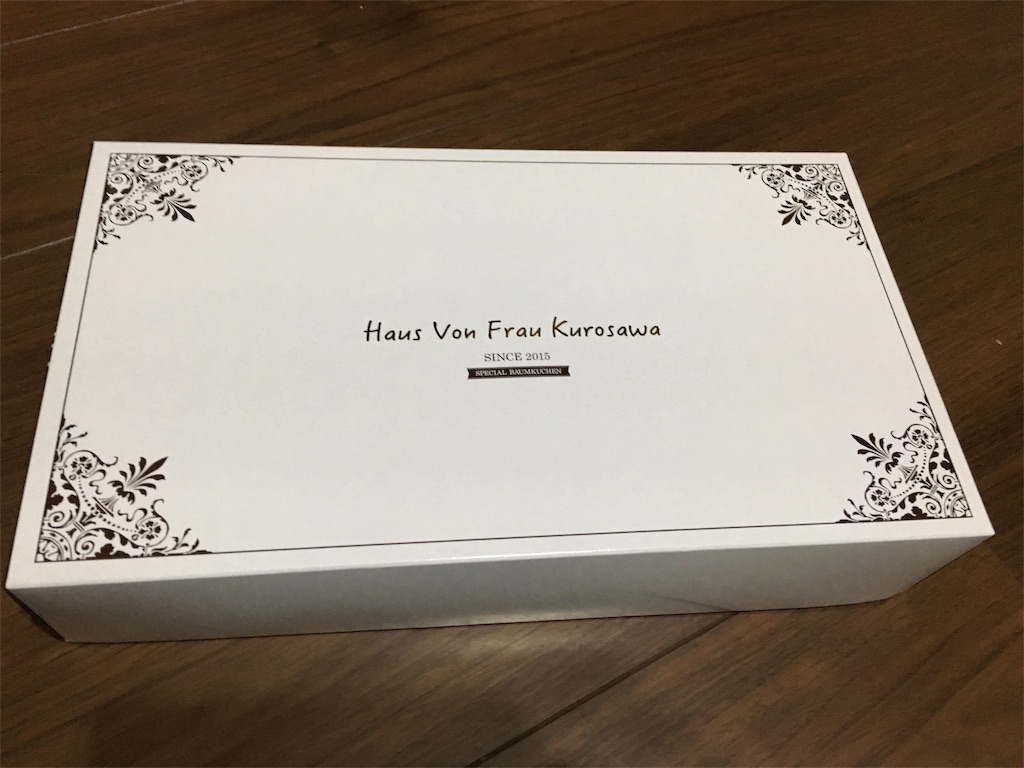 Haus Von Frau Kurosawa
SINCE 2015
SPECIAL BAUMKUCHEN